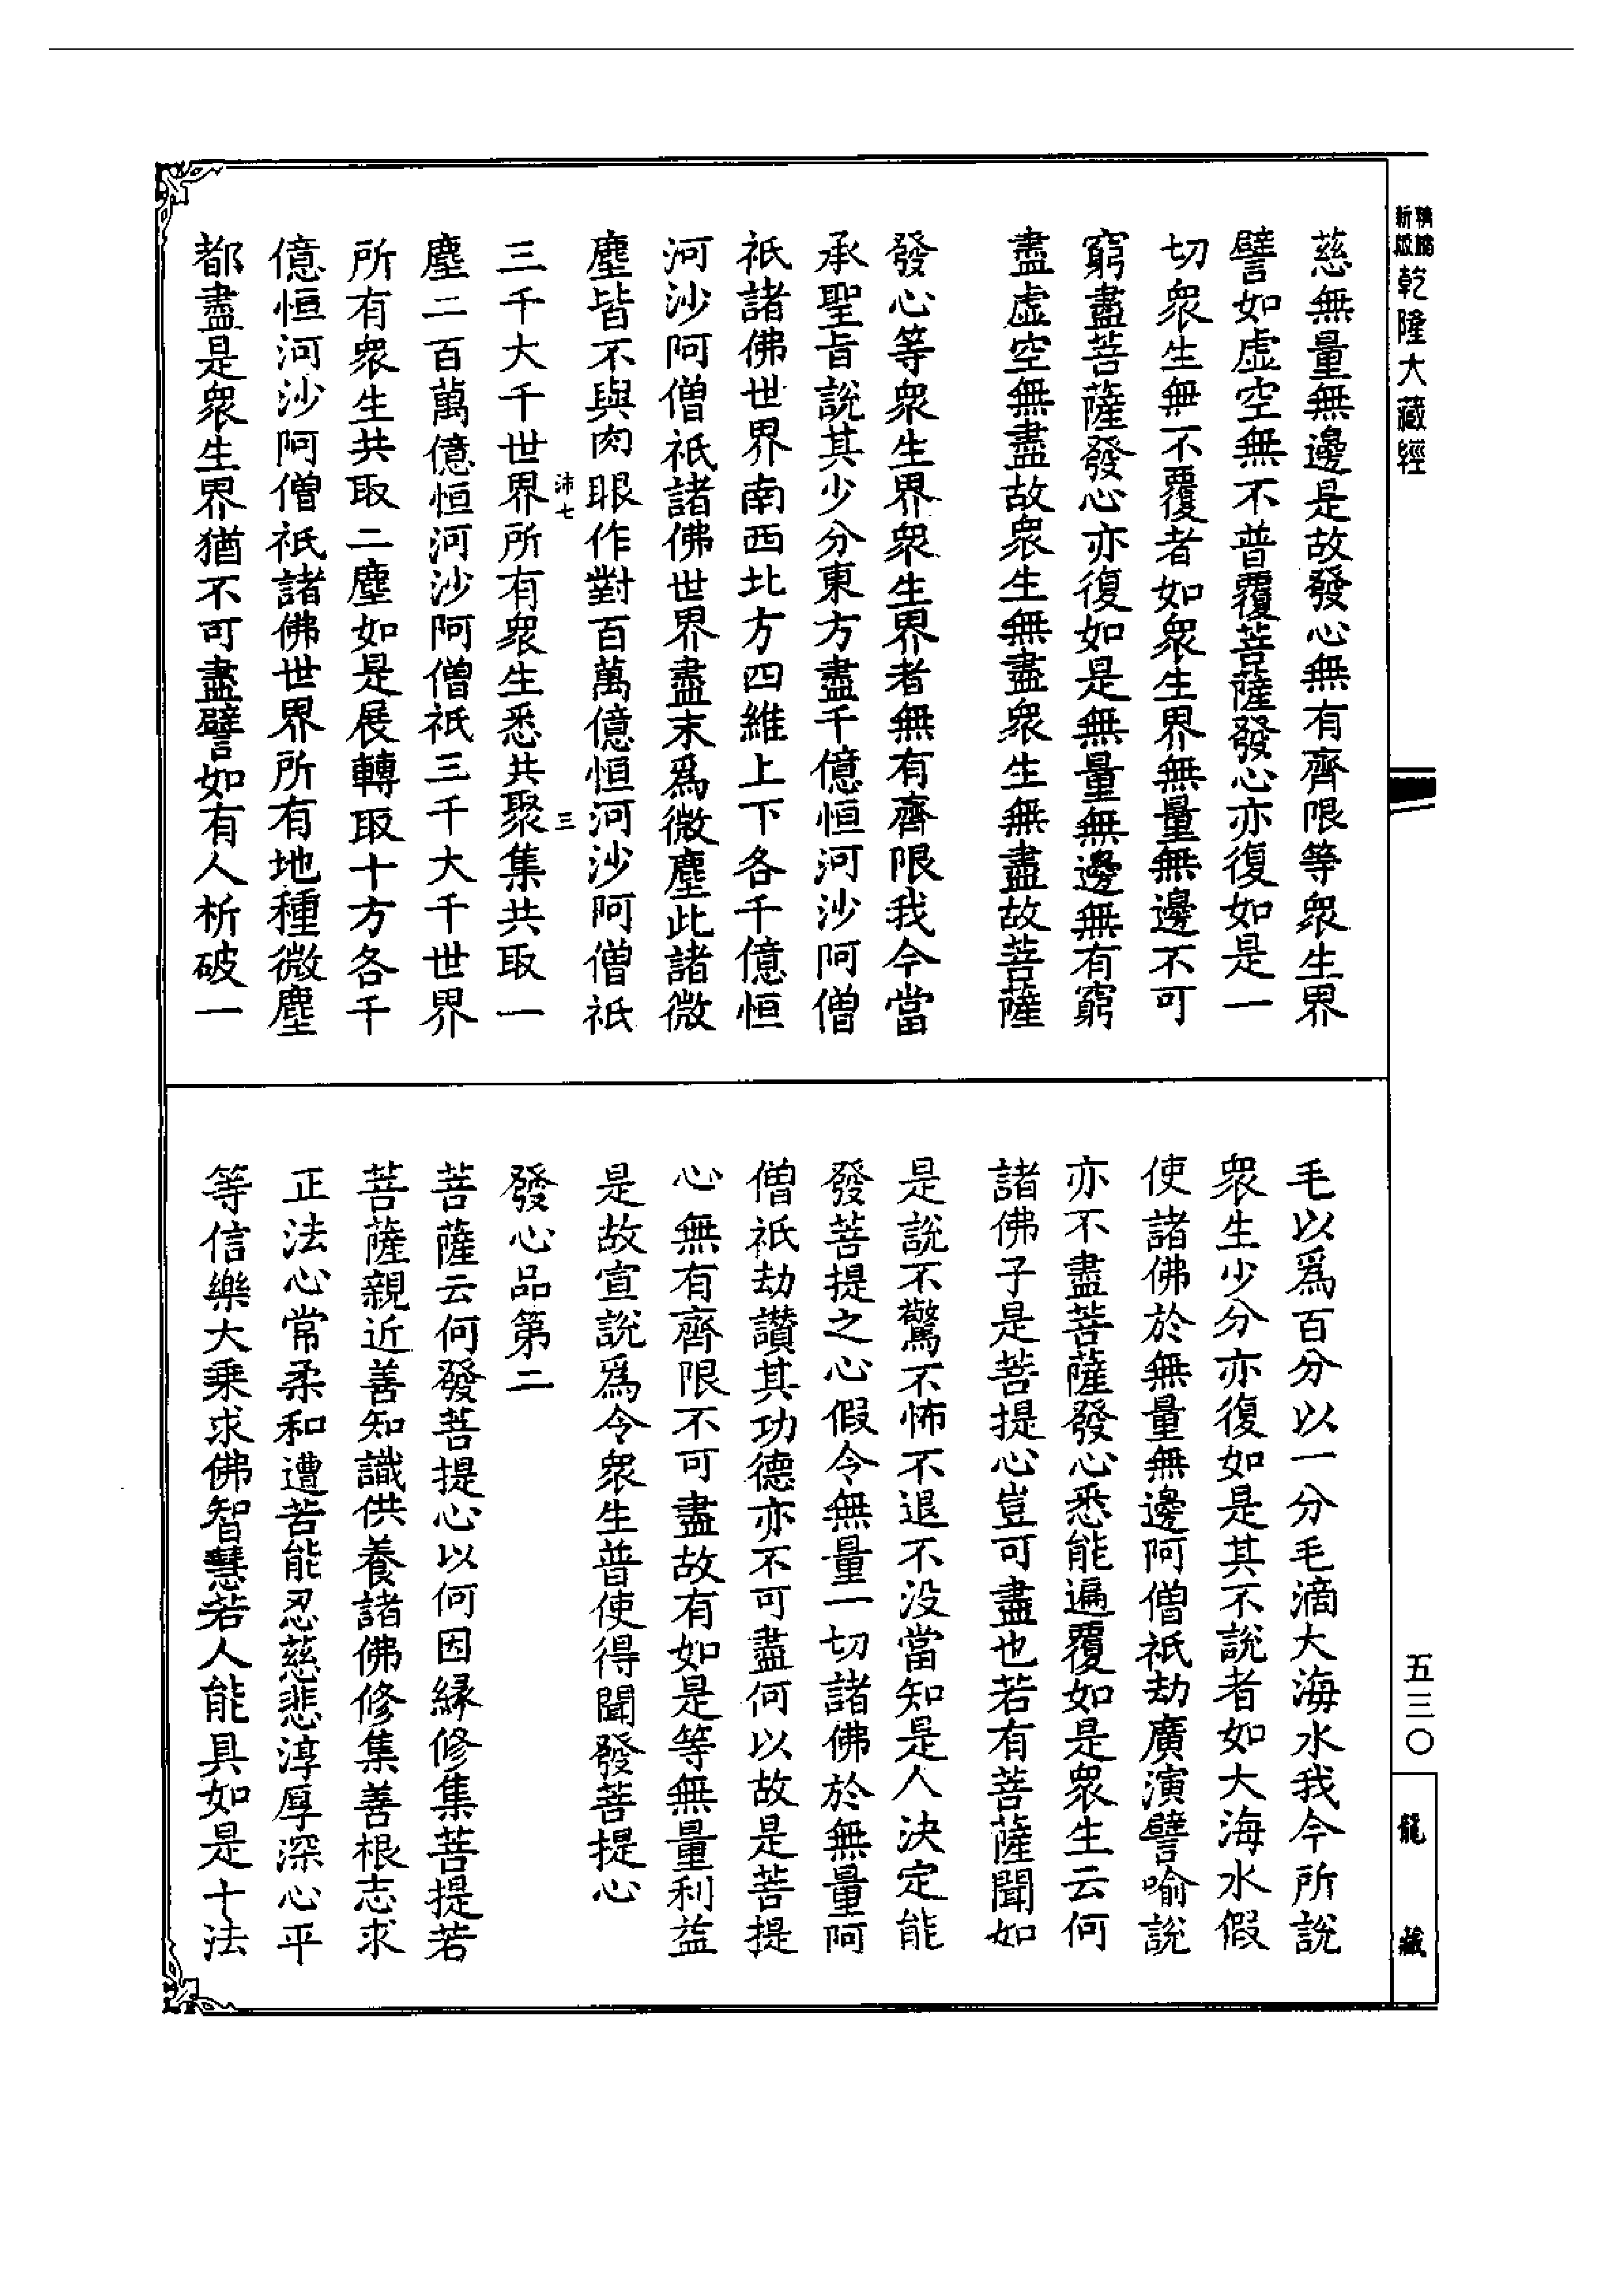 新版
乾隆大藏經
慈無量無邊是故發心無有齊限等衆生界
譬如虛空無不普覆菩薩發心亦復如是一
切衆生無不覆者如衆生界無量無邊不可
窮盡菩薩發心亦復如是無量無邊無有窮
盡虛空無盡故衆生無盡衆生無盡故菩薩
發心等衆生界衆生界者無有齊限我今當
承聖旨說其少分東方盡千億恒河沙阿僧
祇諸佛世界南西北方四維上下各千億恒
河沙阿僧祇諸佛世界盡末爲微塵此諸微
塵皆不與肉眼作對百萬億恒河沙阿僧祇
沛七 三
三千大千世界所有衆生悉共聚集共取一
塵二百萬億恒河沙阿僧祇三千大千世界
所有衆生共取二塵如是展轉取十方各千
億恒河沙阿僧祇諸佛世界所有地種微塵
都盡是衆生界猶不可盡譬如有人析破一
毛以爲百分以一分毛滴大海水我今所說
衆生少分亦復如是其不說者如大海水假
使諸佛於無量無邊阿僧祇劫廣演譬喻說
亦不盡菩薩發心悉能遍覆如是衆生云何
諸佛子是菩提心豈可盡也若有菩薩聞如
是說不驚不怖不退不没當知是人決定能
發菩提之心假令無量一切諸佛於無量阿
僧祇劫讚其功德亦不可盡何以故是菩提
心無有齊限不可盡故有如是等無量利益
是故宣說爲令衆生普使得聞發菩提心
發心品第二
菩薩云何發菩提心以何因緣修集菩提若
菩薩親近善知識供養諸佛修集善根志求
正法心常柔和遭苦能忍慈悲淳厚深心平
等信樂大乘求佛智慧若人能具如是十法
五三〇
龍藏